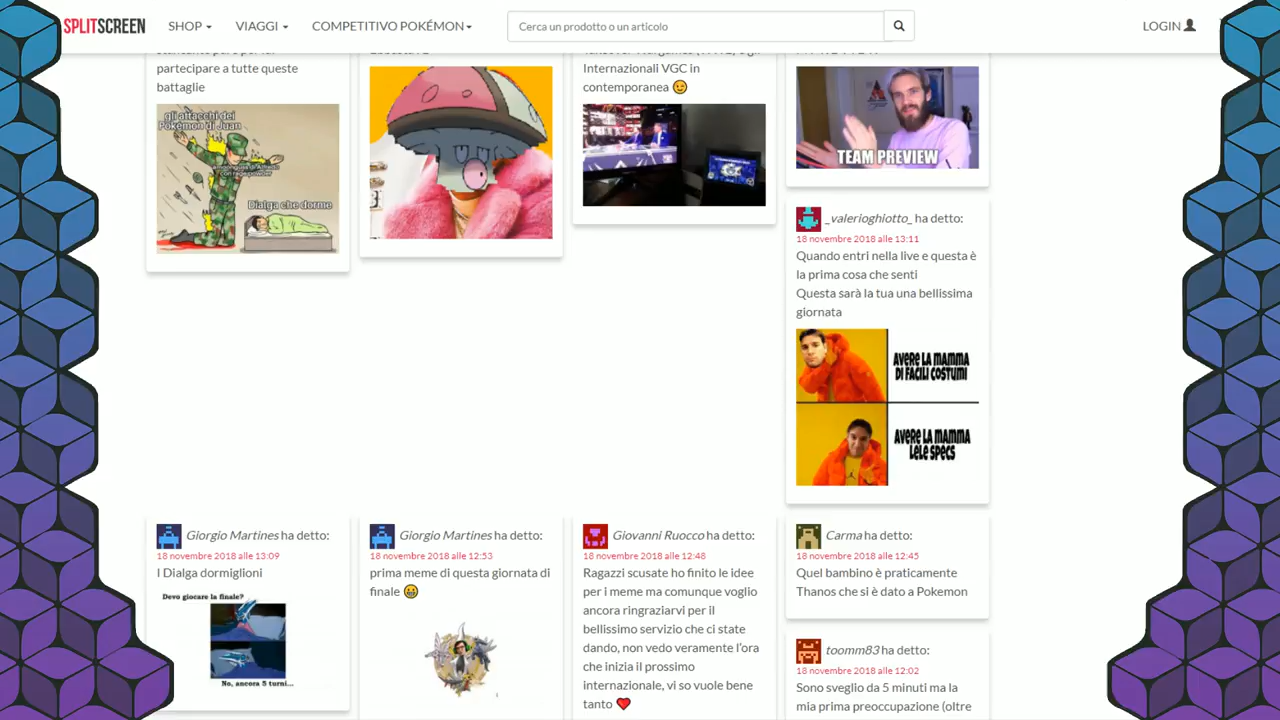 SPLITSCREEN
SHOP
VIAGGI
COMPETITIVO POKÉMON
Cerca un prodotto o un articolo
LOGIN
partecipare a tutte queste
battaglie
gli attacchi dei
Pokémon di Juan
Dialga che dorme
Internazionali VGC in
contemporanea 😉
TEAM PREVIEW
_valerioghiotto_ ha detto:
18 novembre 2018 alle 13:11
Quando entri nella live e questa è
la prima cosa che senti
Questa sarà la tua una bellissima
giornata
AVERE LA MAMMA
DI FACILI COSTUMI
AVERE LA MAMMA
LELE SPECS
Giorgio Martines ha detto:
18 novembre 2018 alle 13:09
I Dialga dormiglioni
Devo giocare la finale?
No, ancora 5 turni...
Giorgio Martines ha detto:
18 novembre 2018 alle 12:53
prima meme di questa giornata di
finale 😀
Giovanni Ruocco ha detto:
18 novembre 2018 alle 12:48
Ragazzi scusate ho finito le idee
per i meme ma comunque voglio
ancora ringraziarvi per il
bellissimo servizio che ci state
dando, non vedo veramente l'ora
che inizia il prossimo
internazionale, vi so vuole bene
tanto ❤
Carma ha detto:
18 novembre 2018 alle 12:45
Quel bambino è praticamente
Thanos che si è dato a Pokemon
toomm83 ha detto:
18 novembre 2018 alle 12:02
Sono sveglio da 5 minuti ma la
mia prima preoccupazione (oltre